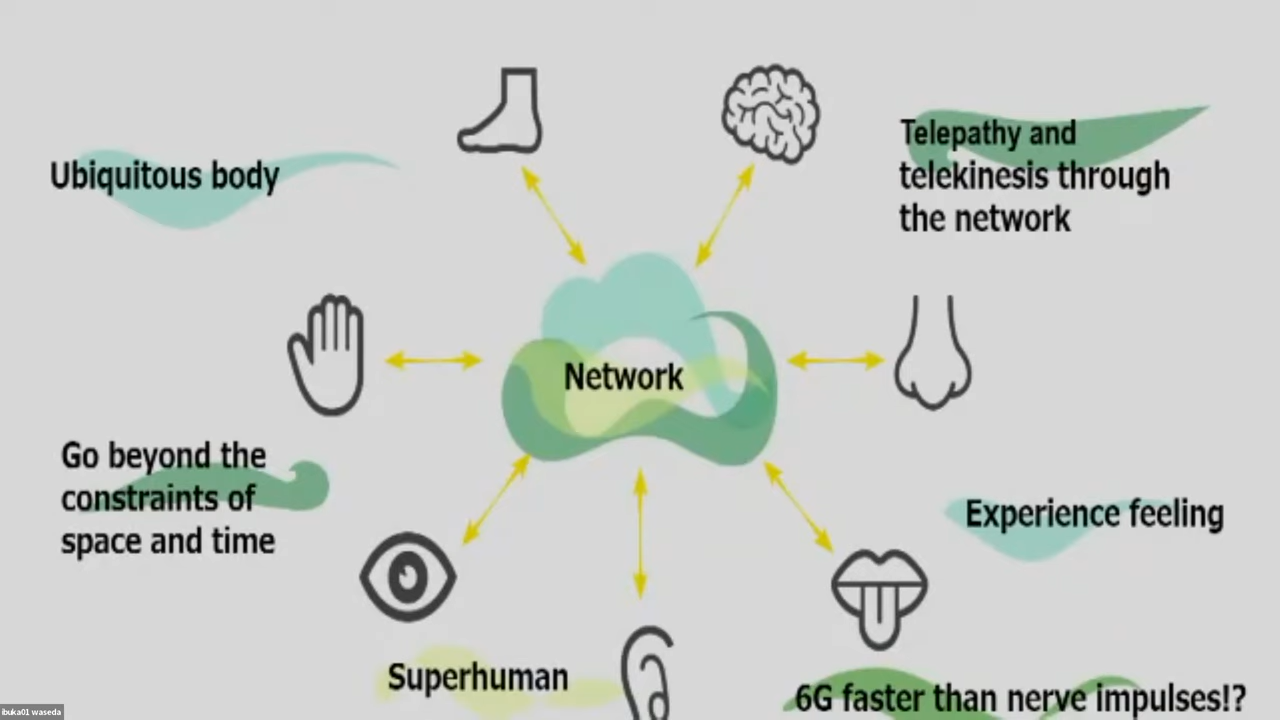 Ubiquitous body
Telepathy and
telekinesis through
the network
Network
Go beyond the
constraints of
space and time
Experience feeling
Superhuman
6G faster than nerve impulses!?
ibuka01 waseda